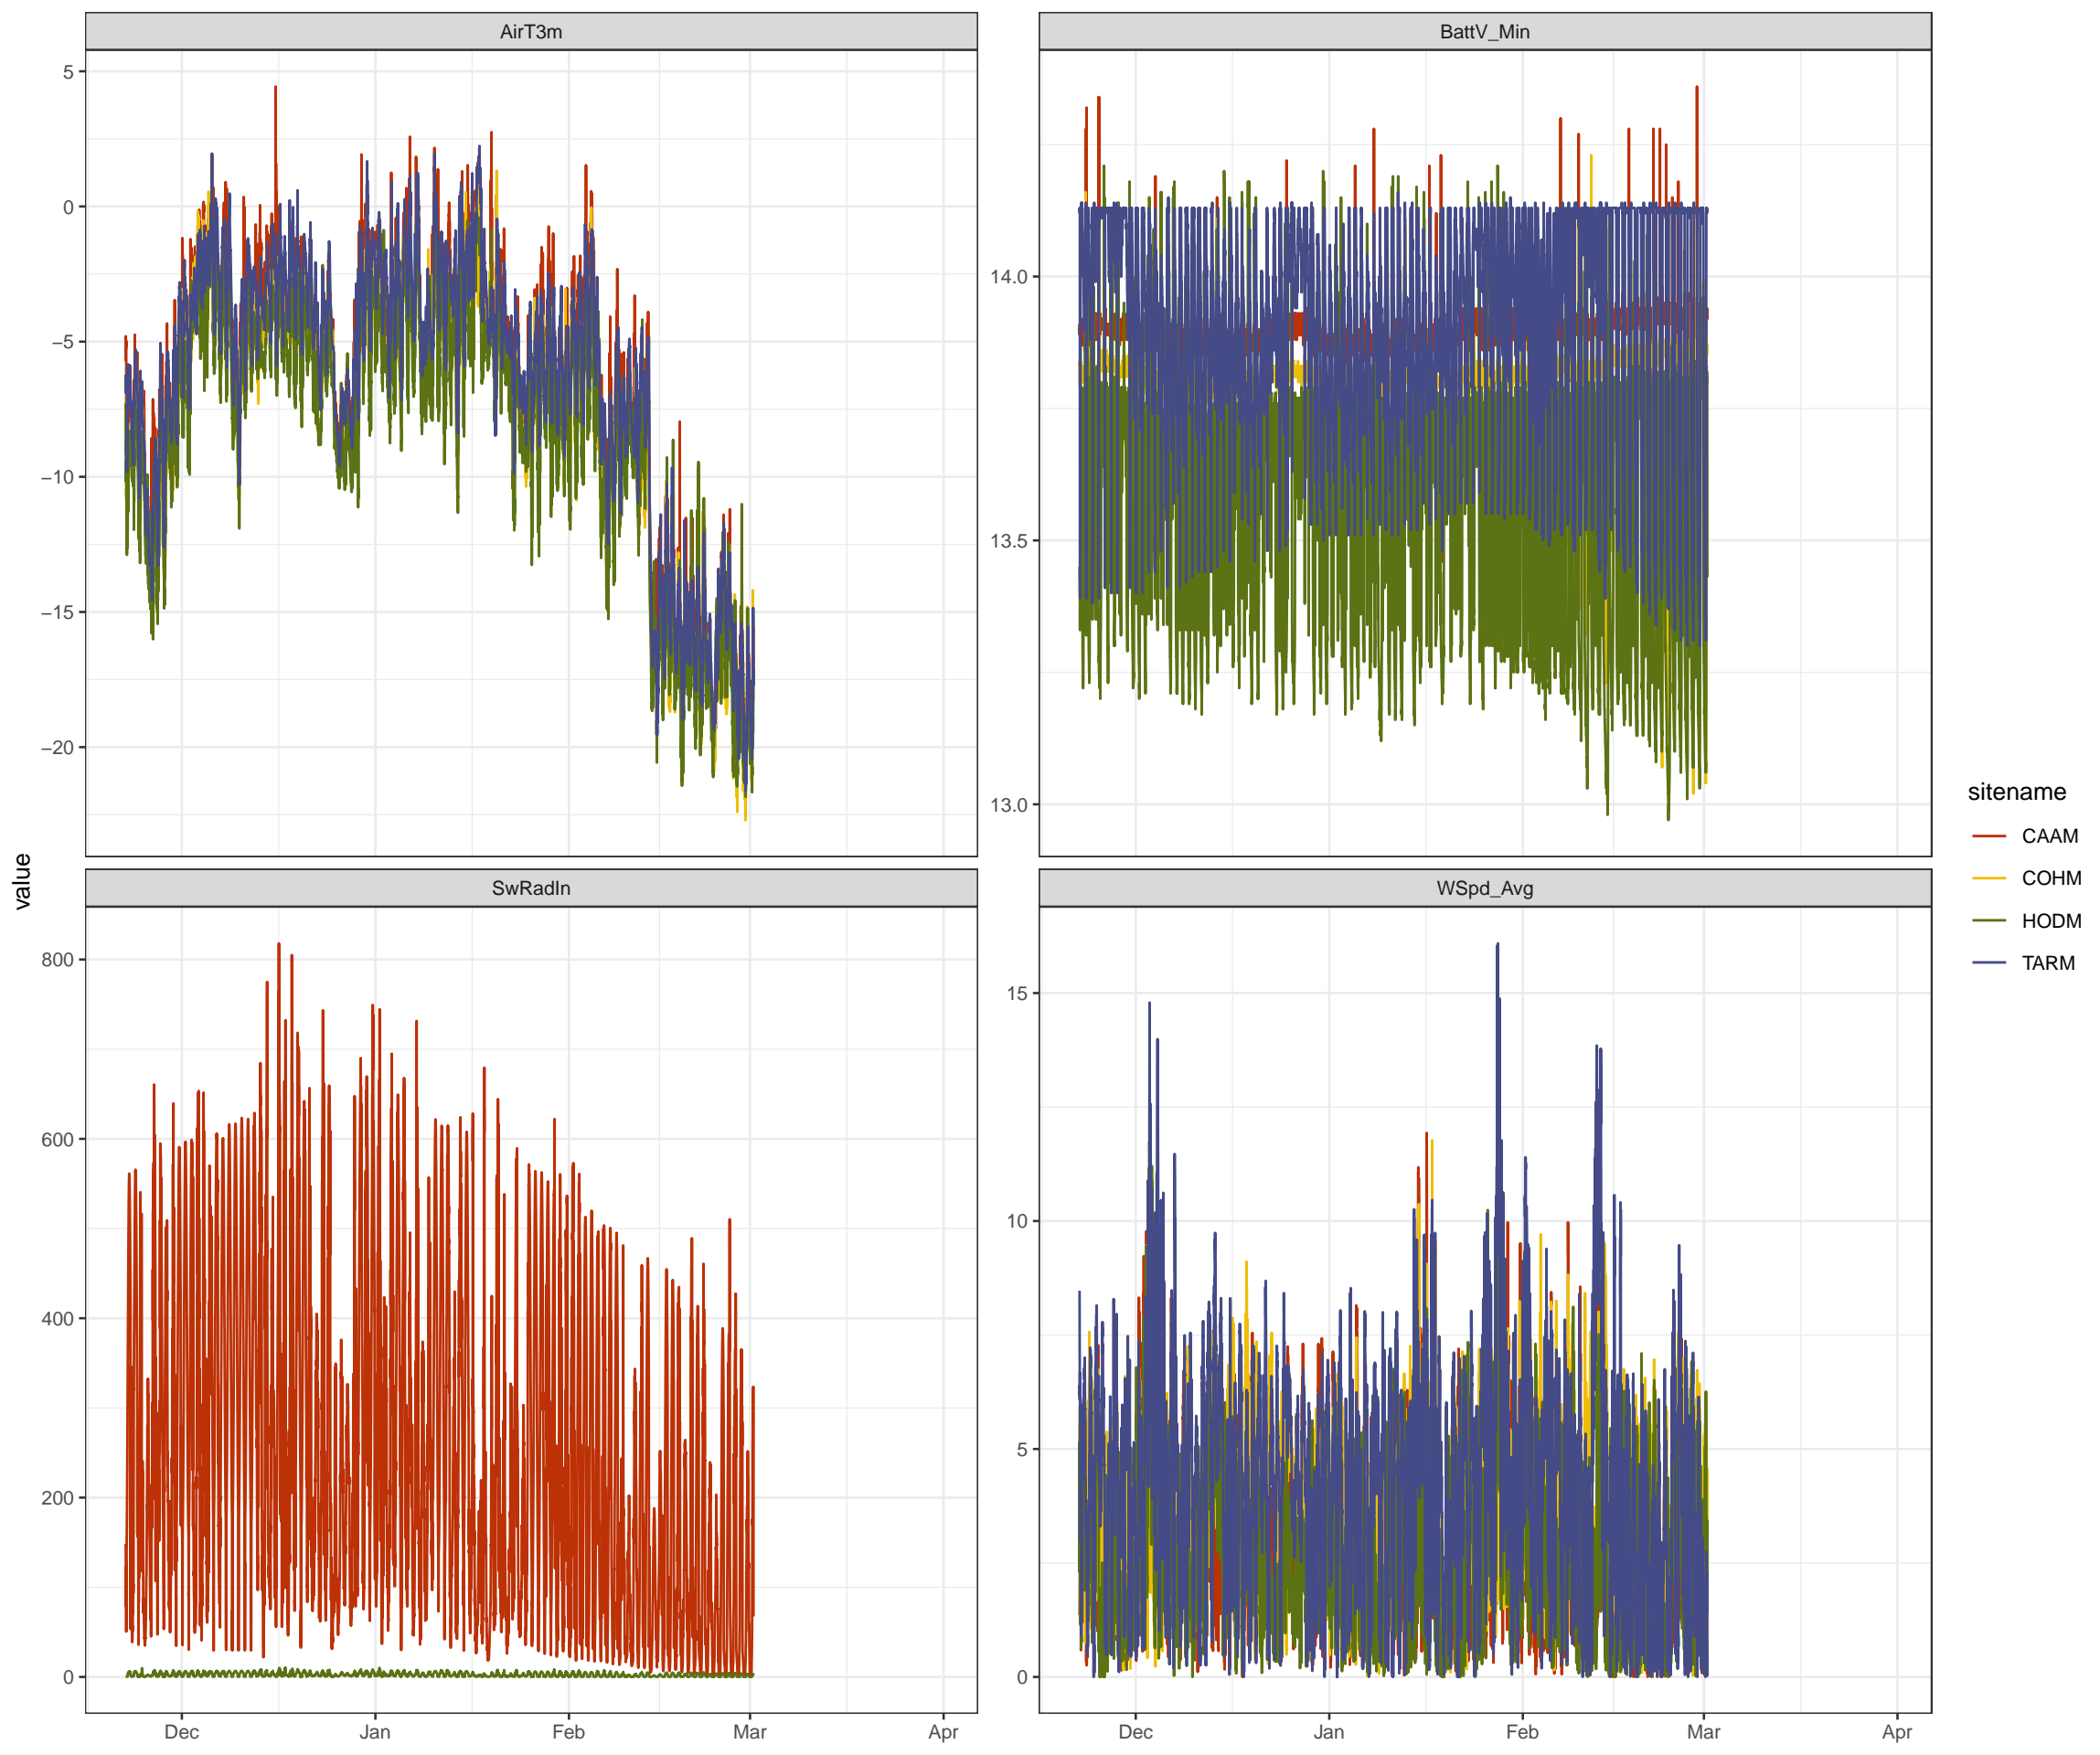 AirT3m
BattV_Min
5
0
−5
−10
−15
−20
14.0
13.5
13.0
SwRadIn
WSpd_Avg
800
600
400
200
0
15
10
5
0
Dec Jan Feb Mar Apr
Dec Jan Feb Mar Apr
value
sitename
CAAM
COHM
HODM
TARM